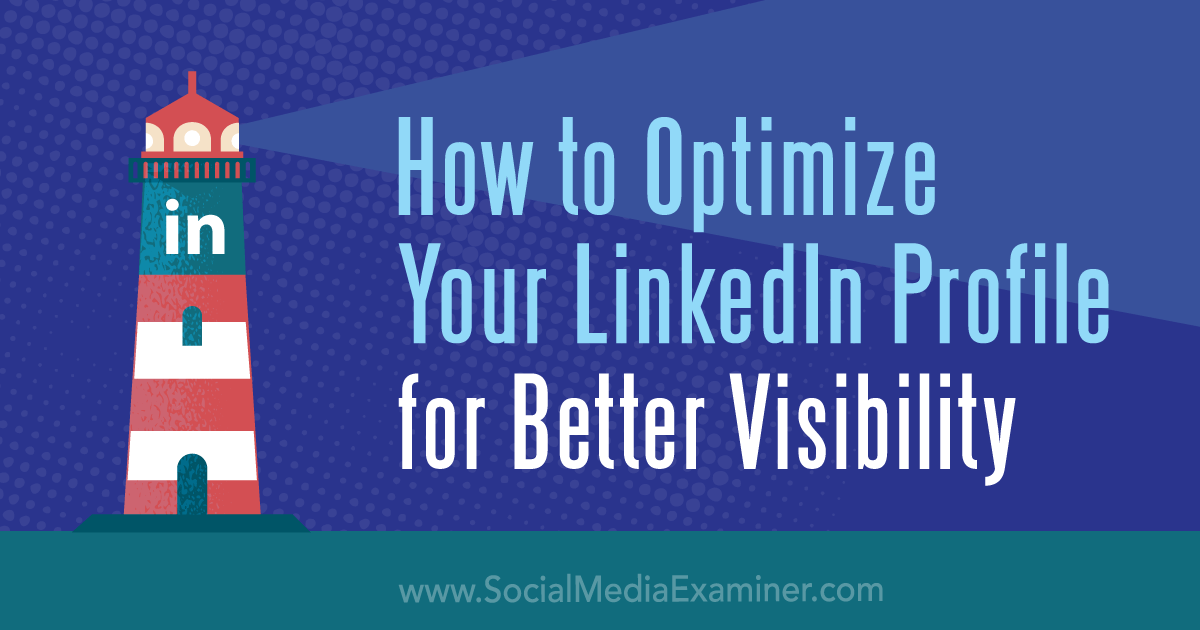 in
How to Optimize
Your LinkedIn Profile
for Better Visibility
www.SocialMediaExaminer.com